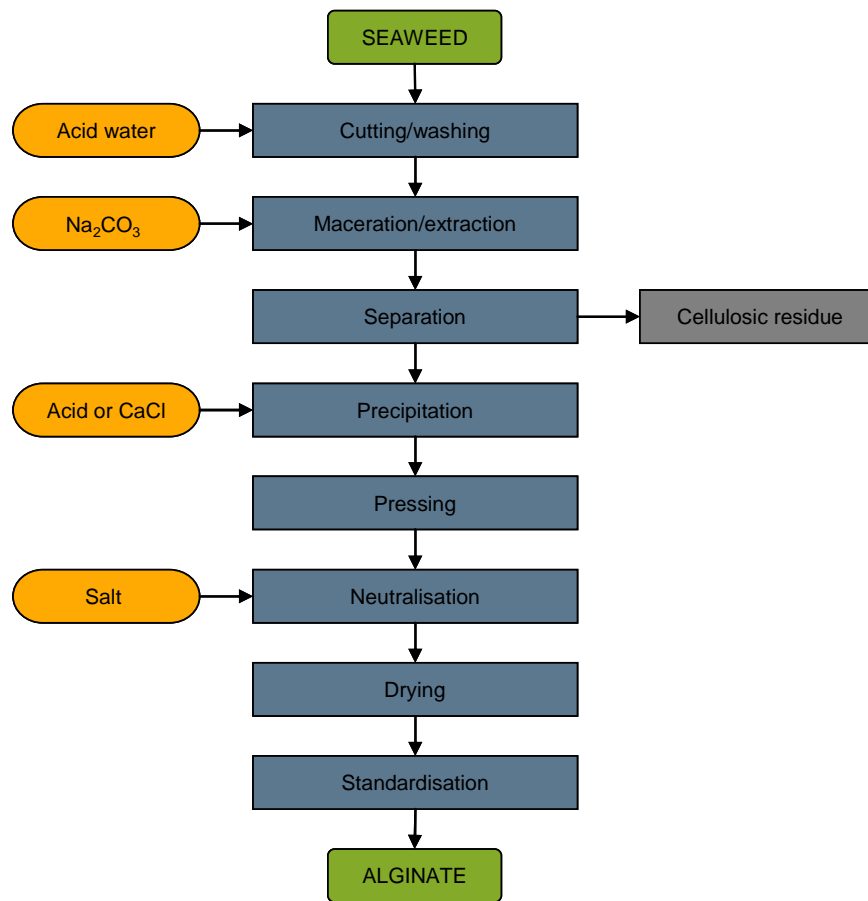 SEAWEED
Acid water
Cutting/washing
Na₂CO₃
Maceration/extraction
Separation
Cellulosic residue
Acid or CaCl
Precipitation
Pressing
Salt
Neutralisation
Drying
Standardisation
ALGINATE